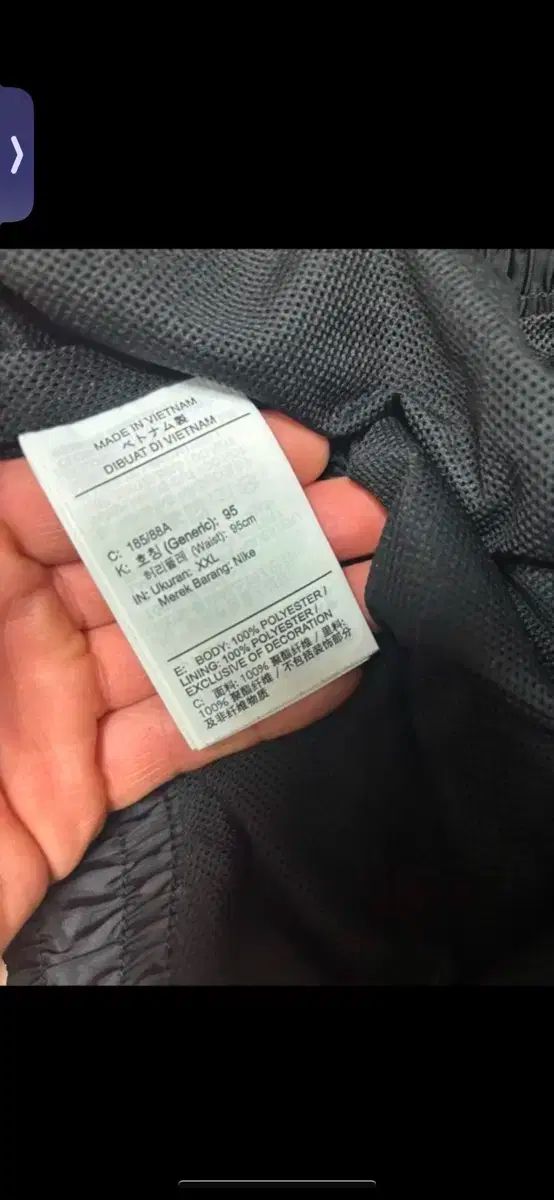 MADE IN VIETNAM
ベトナム製
DIBUAT DI VIETNAM
C: 185/88A
K: 호칭 (Generic): 95
허리둘레 (Waist): 95cm
IN: Ukuran: XXL
Merek Barang: Nike
E: BODY: 100% POLYESTER /
LINING: 100% POLYESTER /
EXCLUSIVE OF DECORATION
C: 面料: 100% 聚酯纤维 / 里料:
100% 聚酯纤维 / 不包括装饰部分
及非纤维物质